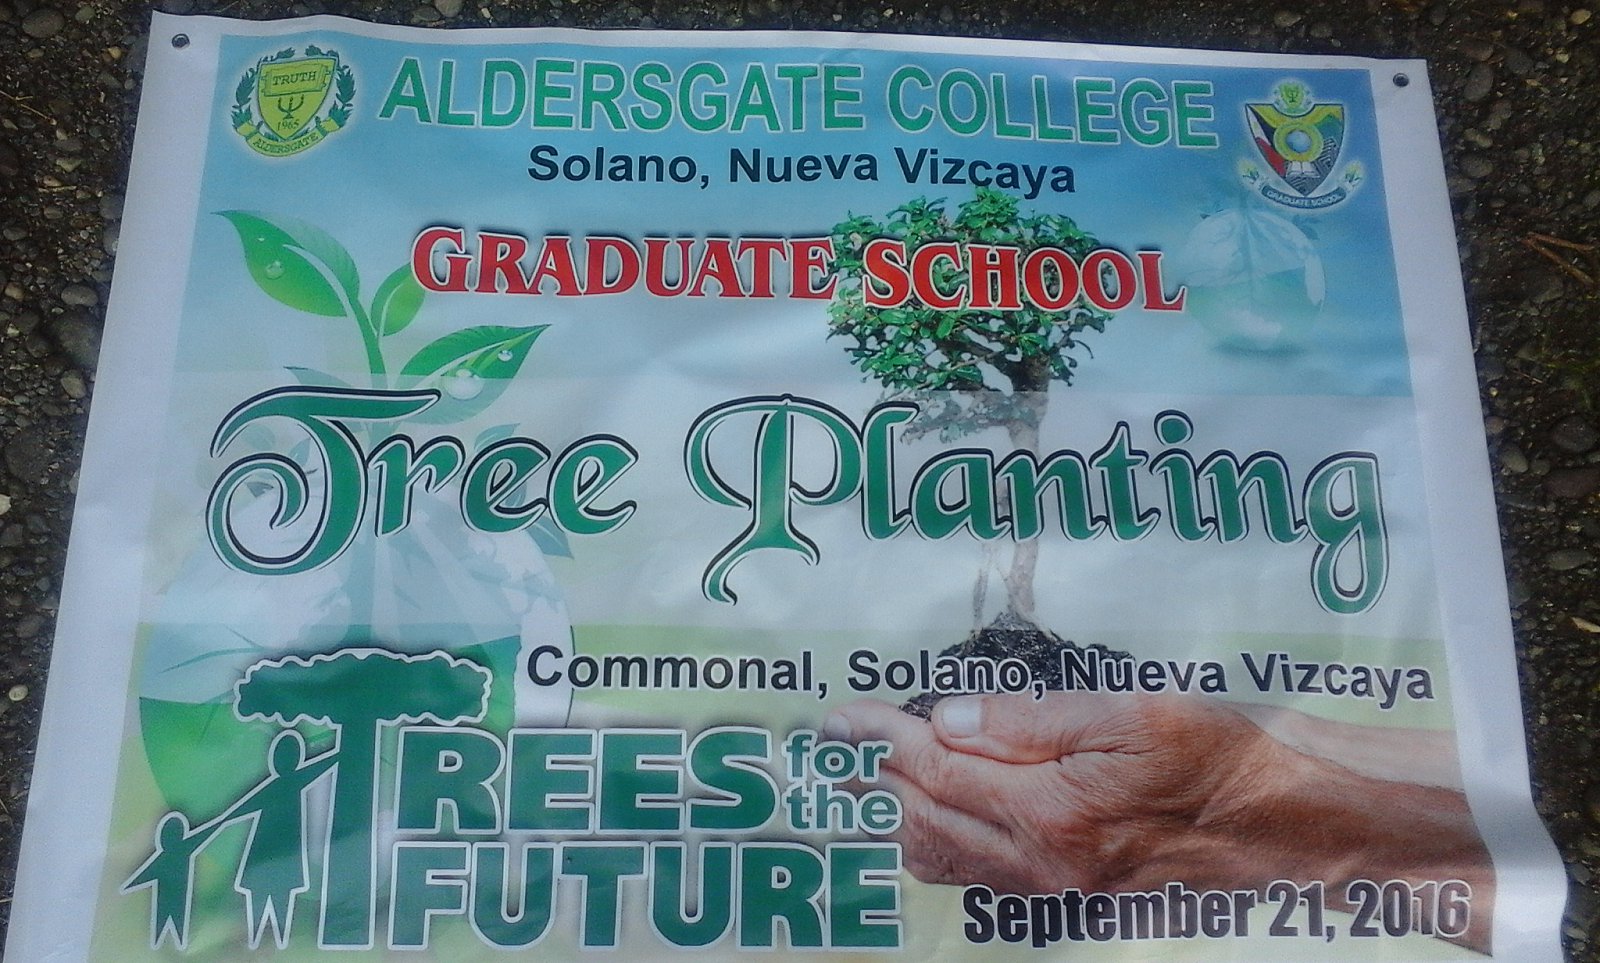 TRUTH
1965
ALDERSGATE
ALDERSGATE COLLEGE
Solano, Nueva Vizcaya
GRADUATE SCHOOL
GRADUATE SCHOOL
Tree Planting
Commonal, Solano, Nueva Vizcaya
TREES for the
FUTURE
September 21, 2016